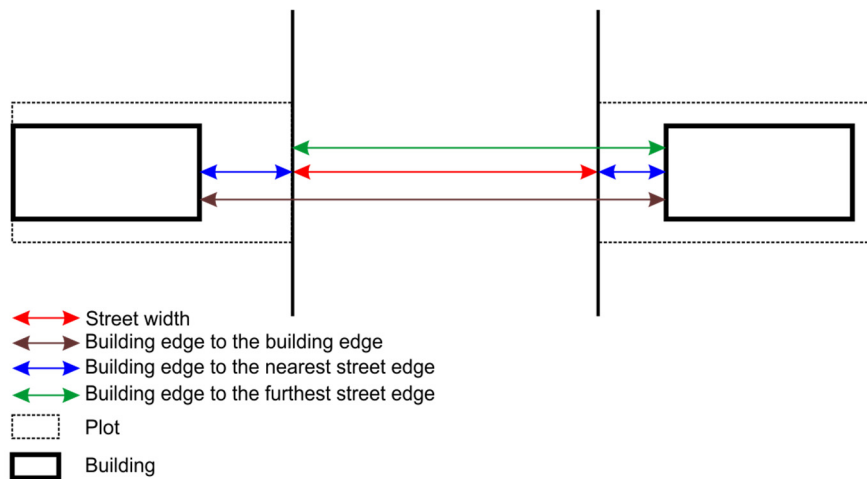 Street width
Building edge to the building edge
Building edge to the nearest street edge
Building edge to the furthest street edge
Plot
Building